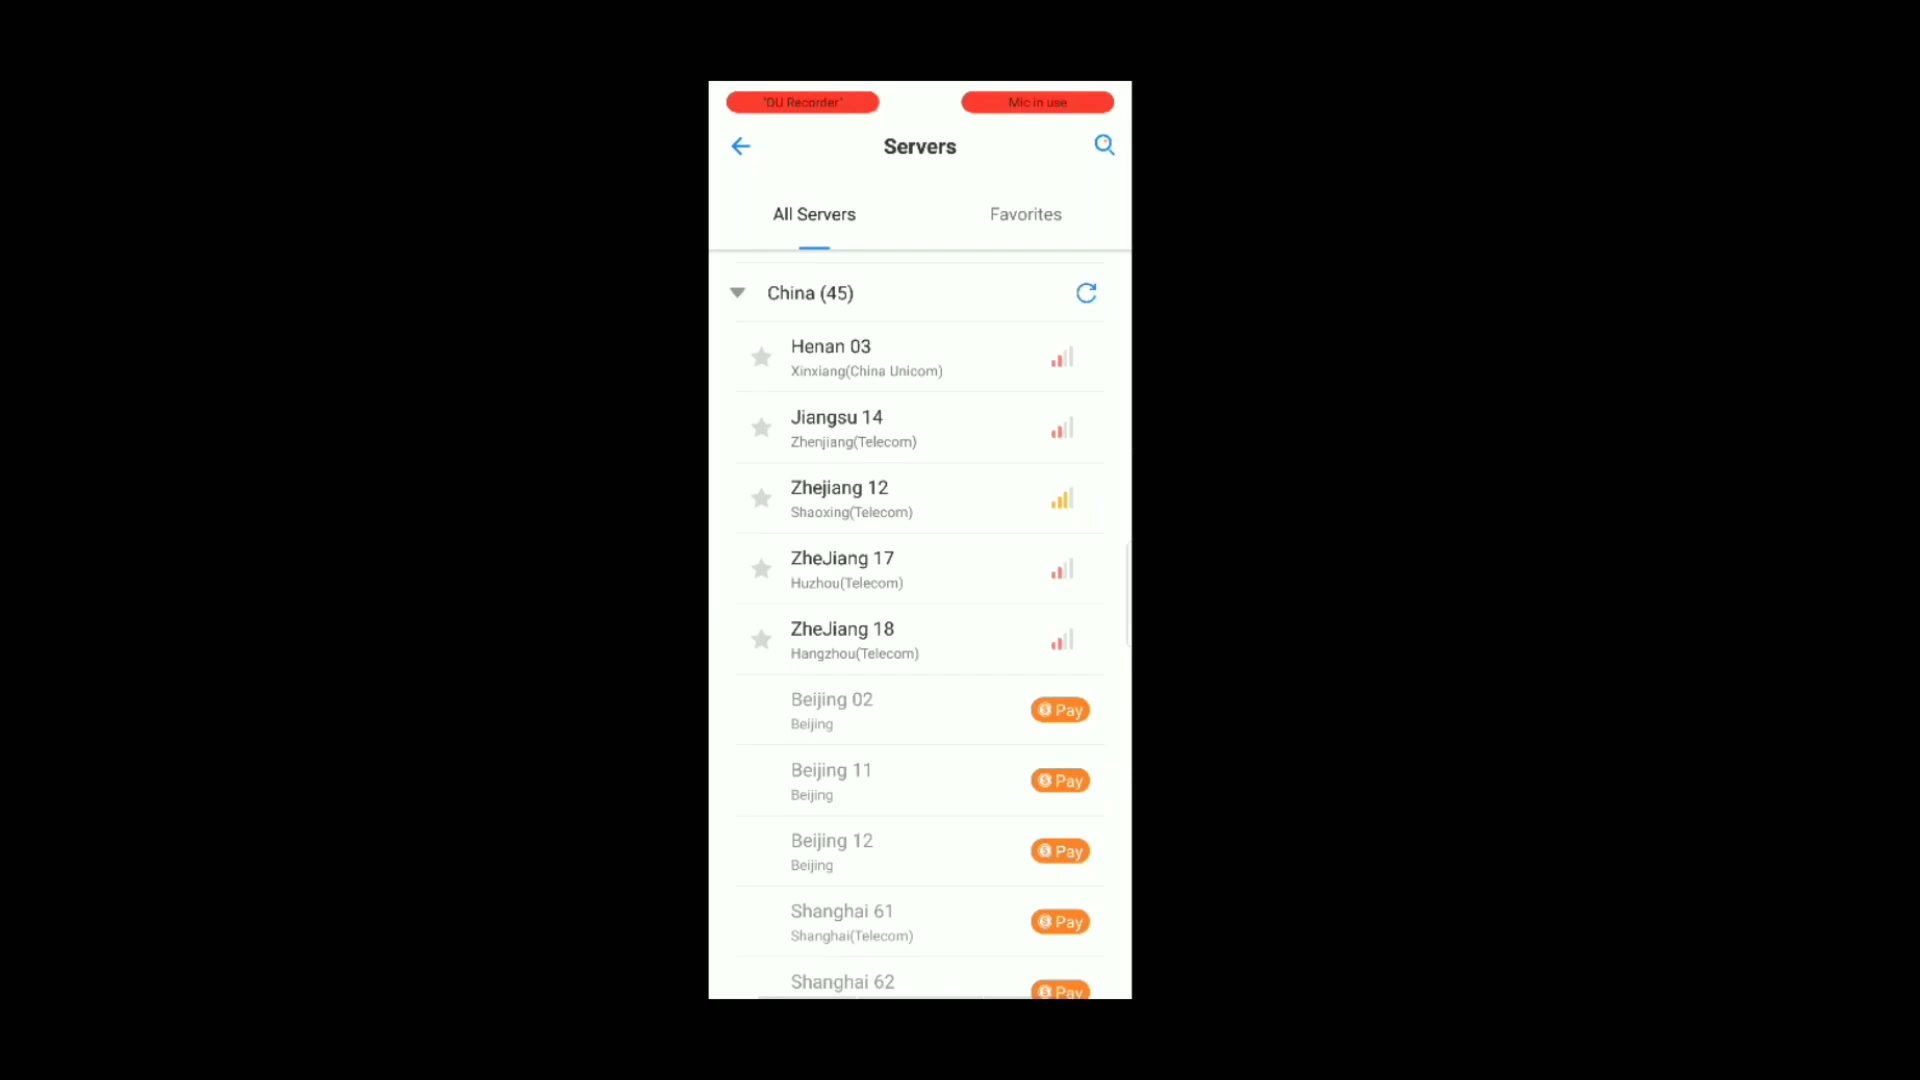 "DU Recorder"
Mic in use
Servers
All Servers
Favorites
China (45)
Henan 03
Xinxiang(China Unicom)
Jiangsu 14
Zhenjiang(Telecom)
Zhejiang 12
Shaoxing(Telecom)
ZheJiang 17
Huzhou(Telecom)
ZheJiang 18
Hangzhou(Telecom)
Beijing 02
Pay
Beijing
Beijing 11
Pay
Beijing
Beijing 12
Pay
Beijing
Shanghai 61
Pay
Shanghai(Telecom)
Shanghai 62
Pay